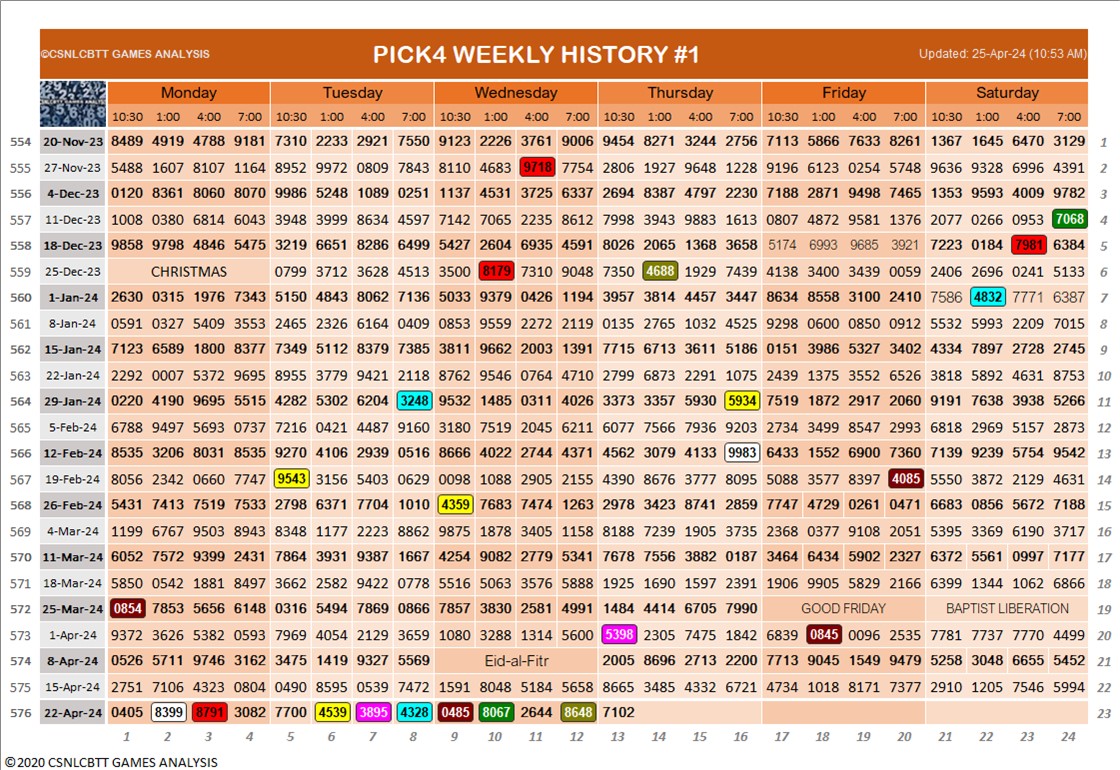 ©CSNLCBTT GAMES ANALYSIS PICK4 WEEKLY HISTORY #1 Updated: 25-Apr-24 (10:53 AM)
Monday Tuesday Wednesday Thursday Friday Saturday
10:30 1:00 4:00 7:00 10:30 1:00 4:00 7:00 10:30 1:00 4:00 7:00 10:30 1:00 4:00 7:00 10:30 1:00 4:00 7:00 10:30 1:00 4:00 7:00
554 20-Nov-23 8489 4919 4788 9181 7310 2233 2921 7550 9123 2226 3761 9006 9454 8271 3244 2756 7113 5866 7633 8261 1367 1645 6470 3129 1
555 27-Nov-23 5488 1607 8107 1164 8952 9972 0809 7843 8110 4683 9718 7754 2806 1927 9648 1228 9196 6123 0254 5748 9636 9328 6996 4391 2
556 4-Dec-23 0120 8361 8060 8070 9986 5248 1089 0251 1137 4531 3725 6337 2694 8387 4797 2230 7188 2871 9498 7465 1353 9593 4009 9782 3
557 11-Dec-23 1008 0380 6814 6043 3948 3999 8634 4597 7142 7065 2235 8612 7998 3943 9883 1613 0807 4872 9581 1376 2077 0266 0953 7068 4
558 18-Dec-23 9858 9798 4846 5475 3219 6651 8286 6499 5427 2604 6935 4591 8026 2065 1368 3658 5174 6993 9685 3921 7223 0184 7981 6384 5
559 25-Dec-23 CHRISTMAS 0799 3712 3628 4513 3500 8179 7310 9048 7350 4688 1929 7439 4138 3400 3439 0059 2406 2696 0241 5133 6
560 1-Jan-24 2630 0315 1976 7343 5150 4843 8062 7136 5033 9379 0426 1194 3957 3814 4457 3447 8634 8558 3100 2410 7586 4832 7771 6387 7
561 8-Jan-24 0591 0327 5409 3553 2465 2326 6164 0409 0853 9559 2272 2119 0135 2765 1032 4525 9298 0600 0850 0912 5532 5993 2209 7015 8
562 15-Jan-24 7123 6589 1800 8377 7349 5112 8379 7385 3811 9662 2003 1391 7715 6713 3611 5186 0151 3986 5327 3402 4334 7897 2728 2745 9
563 22-Jan-24 2292 0007 5372 9695 8955 3779 9421 2118 8762 9546 0764 4710 2799 6873 2291 1075 2439 1375 3552 6526 3818 5892 4631 8753 10
564 29-Jan-24 0220 4190 9695 5515 4282 5302 6204 3248 9532 1485 0311 4026 3373 3357 5930 5934 7519 1872 2917 2060 9191 7638 3938 5266 11
565 5-Feb-24 6788 9497 5693 0737 7216 0421 4487 9160 3180 7519 2045 6211 6077 7566 7936 9203 2734 3499 8547 2993 6818 2969 5157 2873 12
566 12-Feb-24 8535 3206 8031 8535 9270 4106 2939 0516 8666 4022 2744 4371 4562 3079 4133 9983 6433 1552 6900 7360 7139 9239 5754 9542 13
567 19-Feb-24 8056 2342 0660 7747 9543 3156 5403 0629 0098 1088 2905 2155 4390 8676 3777 8095 5088 3577 8397 4085 5550 3872 2129 4631 14
568 26-Feb-24 5431 7413 7519 7533 2798 6371 7704 1010 4359 7683 7474 1263 2978 3423 8741 2859 7747 4729 0261 0471 6683 0856 5672 7188 15
569 4-Mar-24 1199 6767 9503 8943 8348 1177 2223 8862 9875 1878 3405 1158 8188 7239 1905 3735 2368 0377 9108 2051 5395 3369 6190 3717 16
570 11-Mar-24 6052 7572 9399 2431 7864 3931 9387 1667 4254 9082 2779 5341 7678 7556 3882 0187 3464 6434 5902 2327 6372 5561 0997 7177 17
571 18-Mar-24 5850 0542 1881 8497 3662 2582 9422 0778 5516 5063 3576 5888 1925 1690 1597 2391 1906 9905 5829 2166 6399 1344 1062 6866 18
572 25-Mar-24 0854 7853 5656 6148 0316 5494 7869 0866 7857 3830 2581 4991 1484 4414 6705 7990 GOOD FRIDAY BAPTIST LIBERATION 19
573 1-Apr-24 9372 3626 5382 0593 7969 4054 2129 3659 1080 3288 1314 5600 5398 2305 7475 1842 6839 0845 0096 2535 7781 7737 7770 4499 20
574 8-Apr-24 0526 5711 9746 3162 3475 1419 9327 5569 Eid-al-Fitr 2005 8696 2713 2200 7713 9045 1549 9479 5258 3048 6655 5452 21
575 15-Apr-24 2751 7106 4323 0804 0490 8595 0539 7472 1591 8048 5184 5658 8665 3485 4332 6721 4734 1018 8171 7377 2910 1205 7546 5994 22
576 22-Apr-24 0405 8399 8791 3082 7700 4539 3895 4328 0485 8067 2644 8648 7102 23
1 2 3 4 5 6 7 8 9 10 11 12 13 14 15 16 17 18 19 20 21 22 23 24
©2020 CSNLCBTT GAMES ANALYSIS